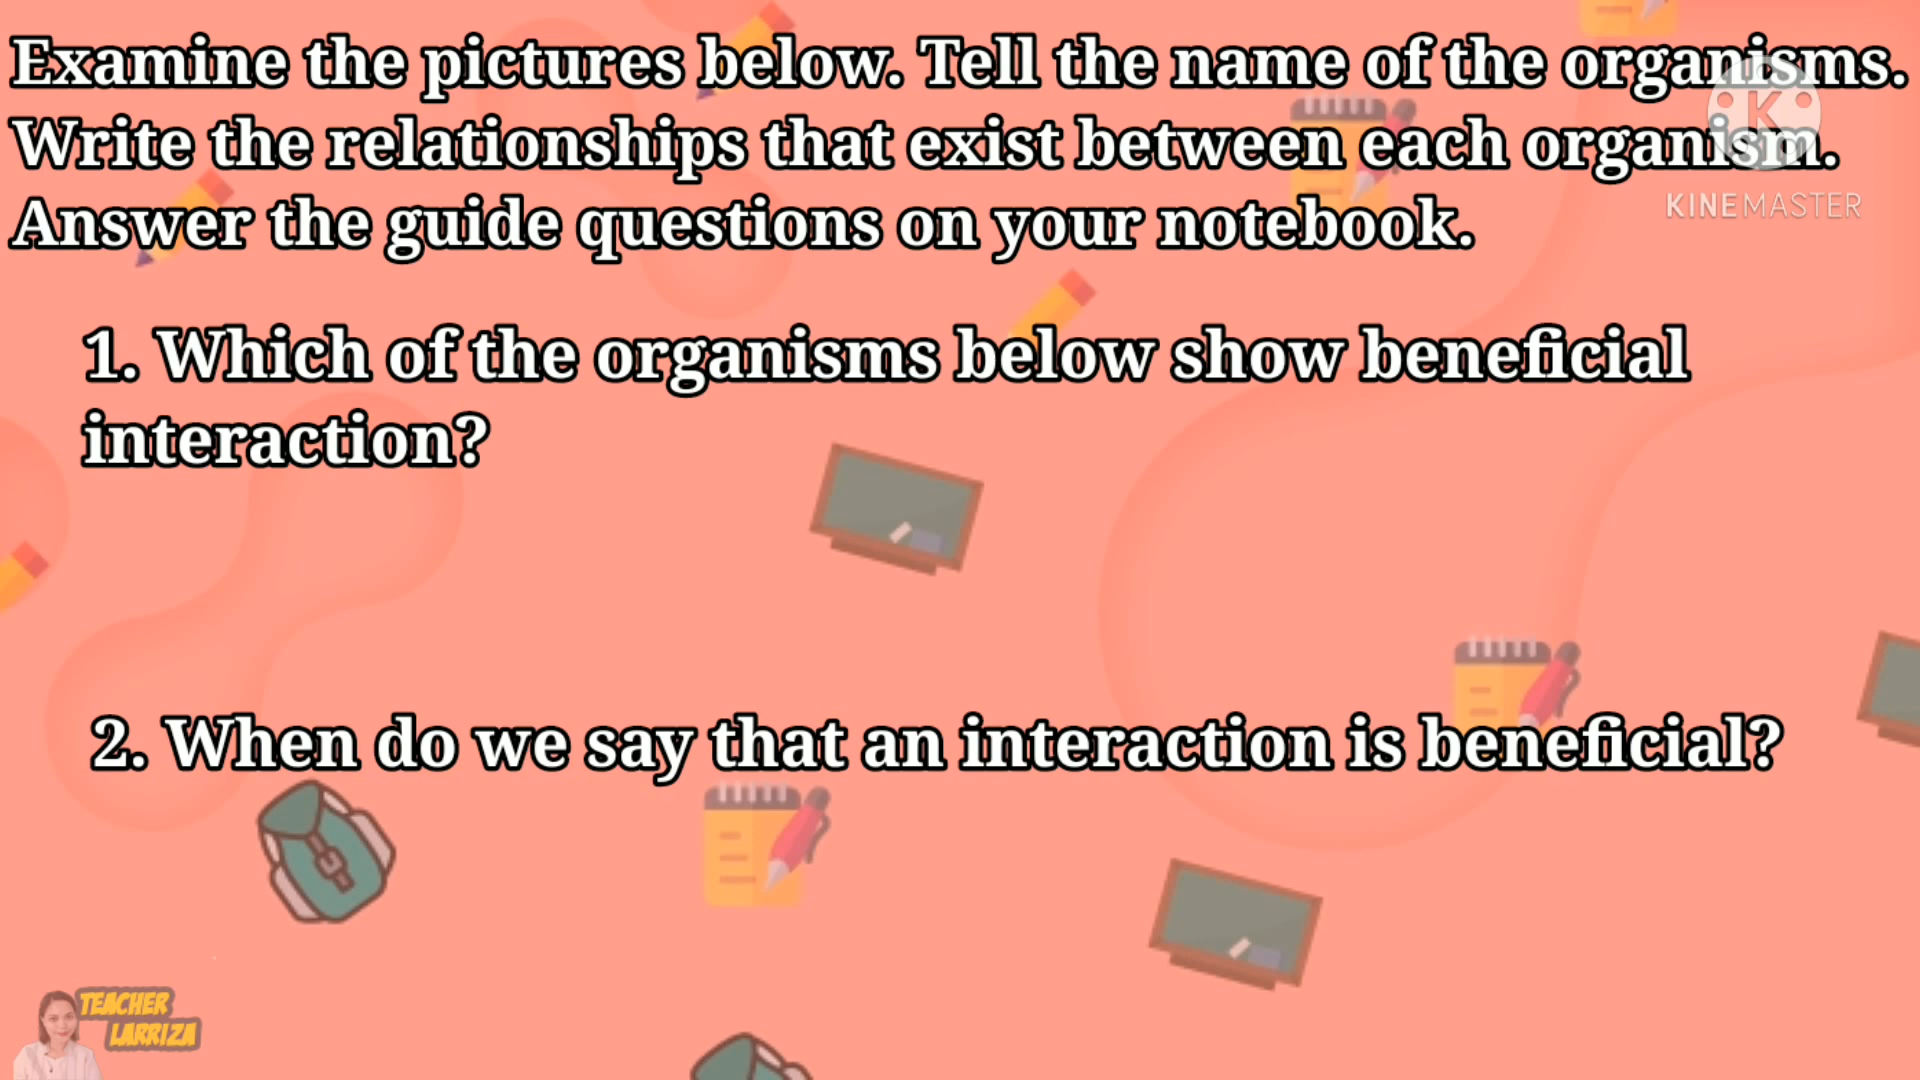 Examine the pictures below. Tell the name of the organisms.
Write the relationships that exist between each organism.
Answer the guide questions on your notebook.
KINEMASTER
1. Which of the organisms below show beneficial
interaction?
2. When do we say that an interaction is beneficial?
TEACHER
LARRIZA